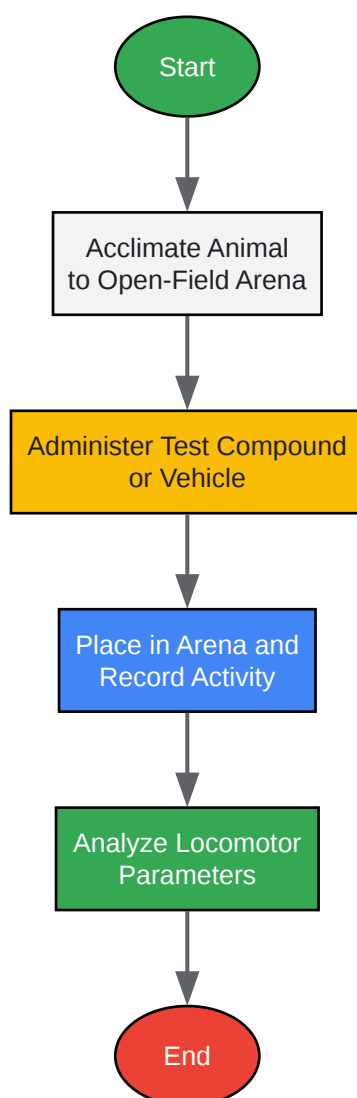 Start
Acclimate Animal
to Open-Field Arena
Administer Test Compound
or Vehicle
Place in Arena and
Record Activity
Analyze Locomotor
Parameters
End